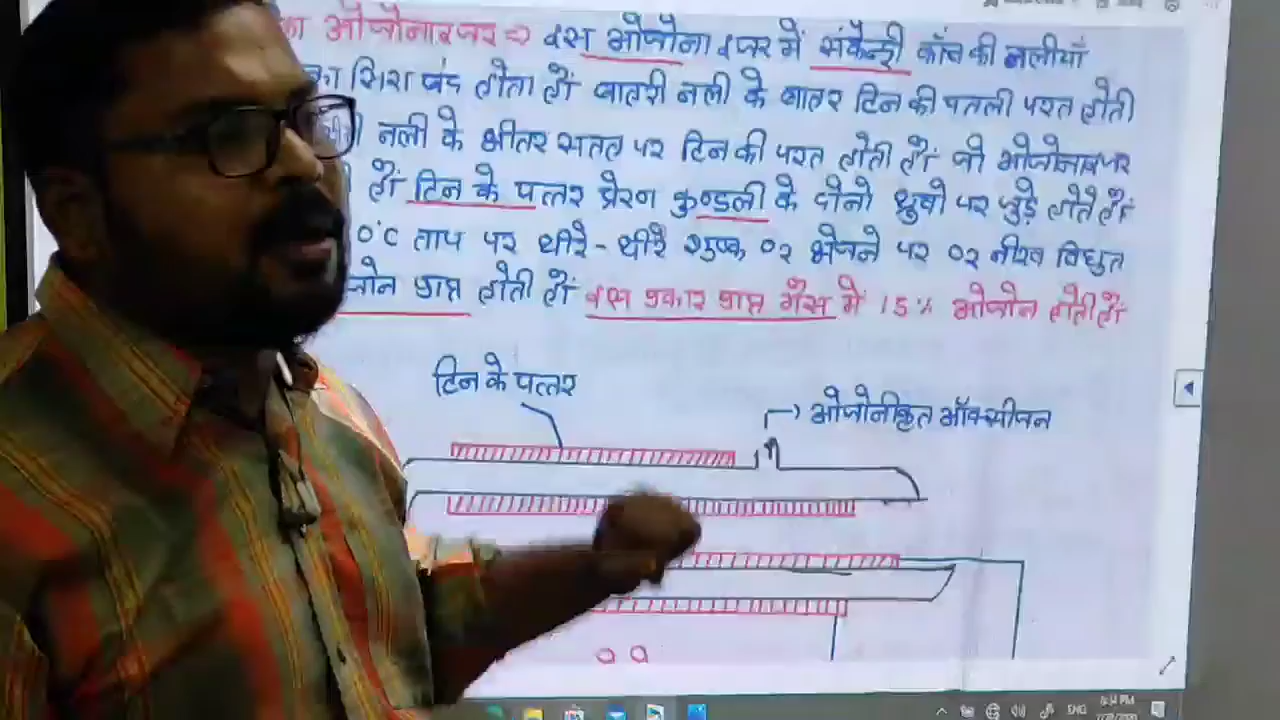 ओजोनाइजर ⇒ इस ओजोनाइजर में संकेन्द्री काँच की नलीयाँ
का सिरा बंद होता हैं बाहरी नली के बाहर टिन की पतली परत होती
नली के भीतर सतह पर टिन की परत होती हैं जो ओजोनाइजर
हैं टिन के पत्तर प्रेरण कुण्डली के दोनो ध्रुवो पर जुड़े होते हैं
0°C ताप पर धीरे-धीरे शुष्क O2 भेजने पर O2 नीरव विद्युत
प्राप्त होती हैं इस प्रकार प्राप्त गैस में 15% ओजोन होती हैं
टिन के पत्तर
ओजोनीकृत ऑक्सीजन
ENG